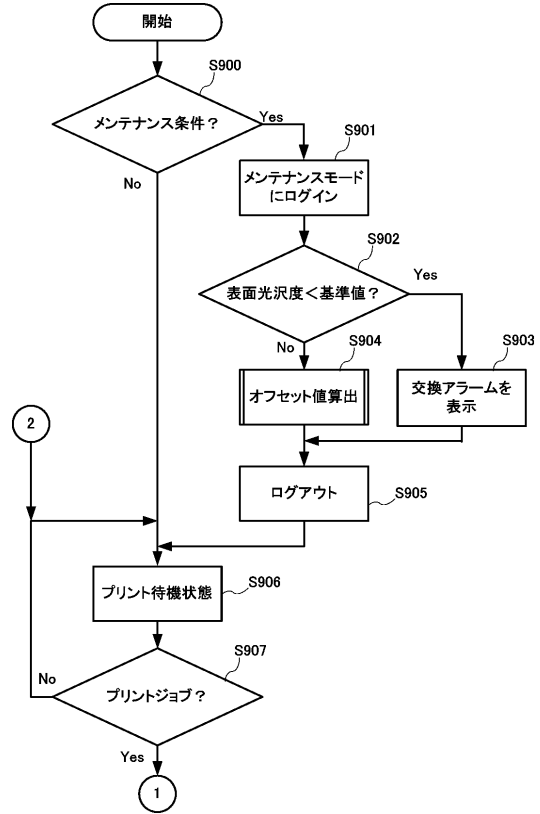 開始
S900
メンテナンス条件？
Yes
No
S901
メンテナンスモード
にログイン
S902
表面光沢度＜基準値？
Yes
No
S904
オフセット値算出
S903
交換アラームを
表示
2
ログアウト
S905
プリント待機状態
S906
S907
プリントジョブ？
No
Yes
1